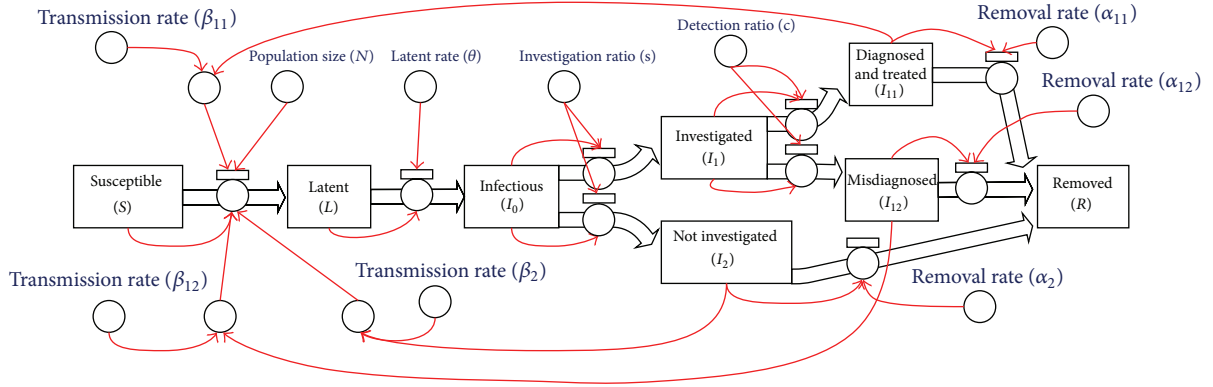 Transmission rate (β11)
Population size (N)
Latent rate (θ)
Investigation ratio (s)
Detection ratio (c)
Removal rate (α11)
Removal rate (α12)
Diagnosed
and treated
(I11)
Susceptible
(S)
Latent
(L)
Infectious
(I0)
Investigated
(I1)
Misdiagnosed
(I12)
Removed
(R)
Not investigated
(I2)
Transmission rate (β12)
Transmission rate (β2)
Removal rate (α2)